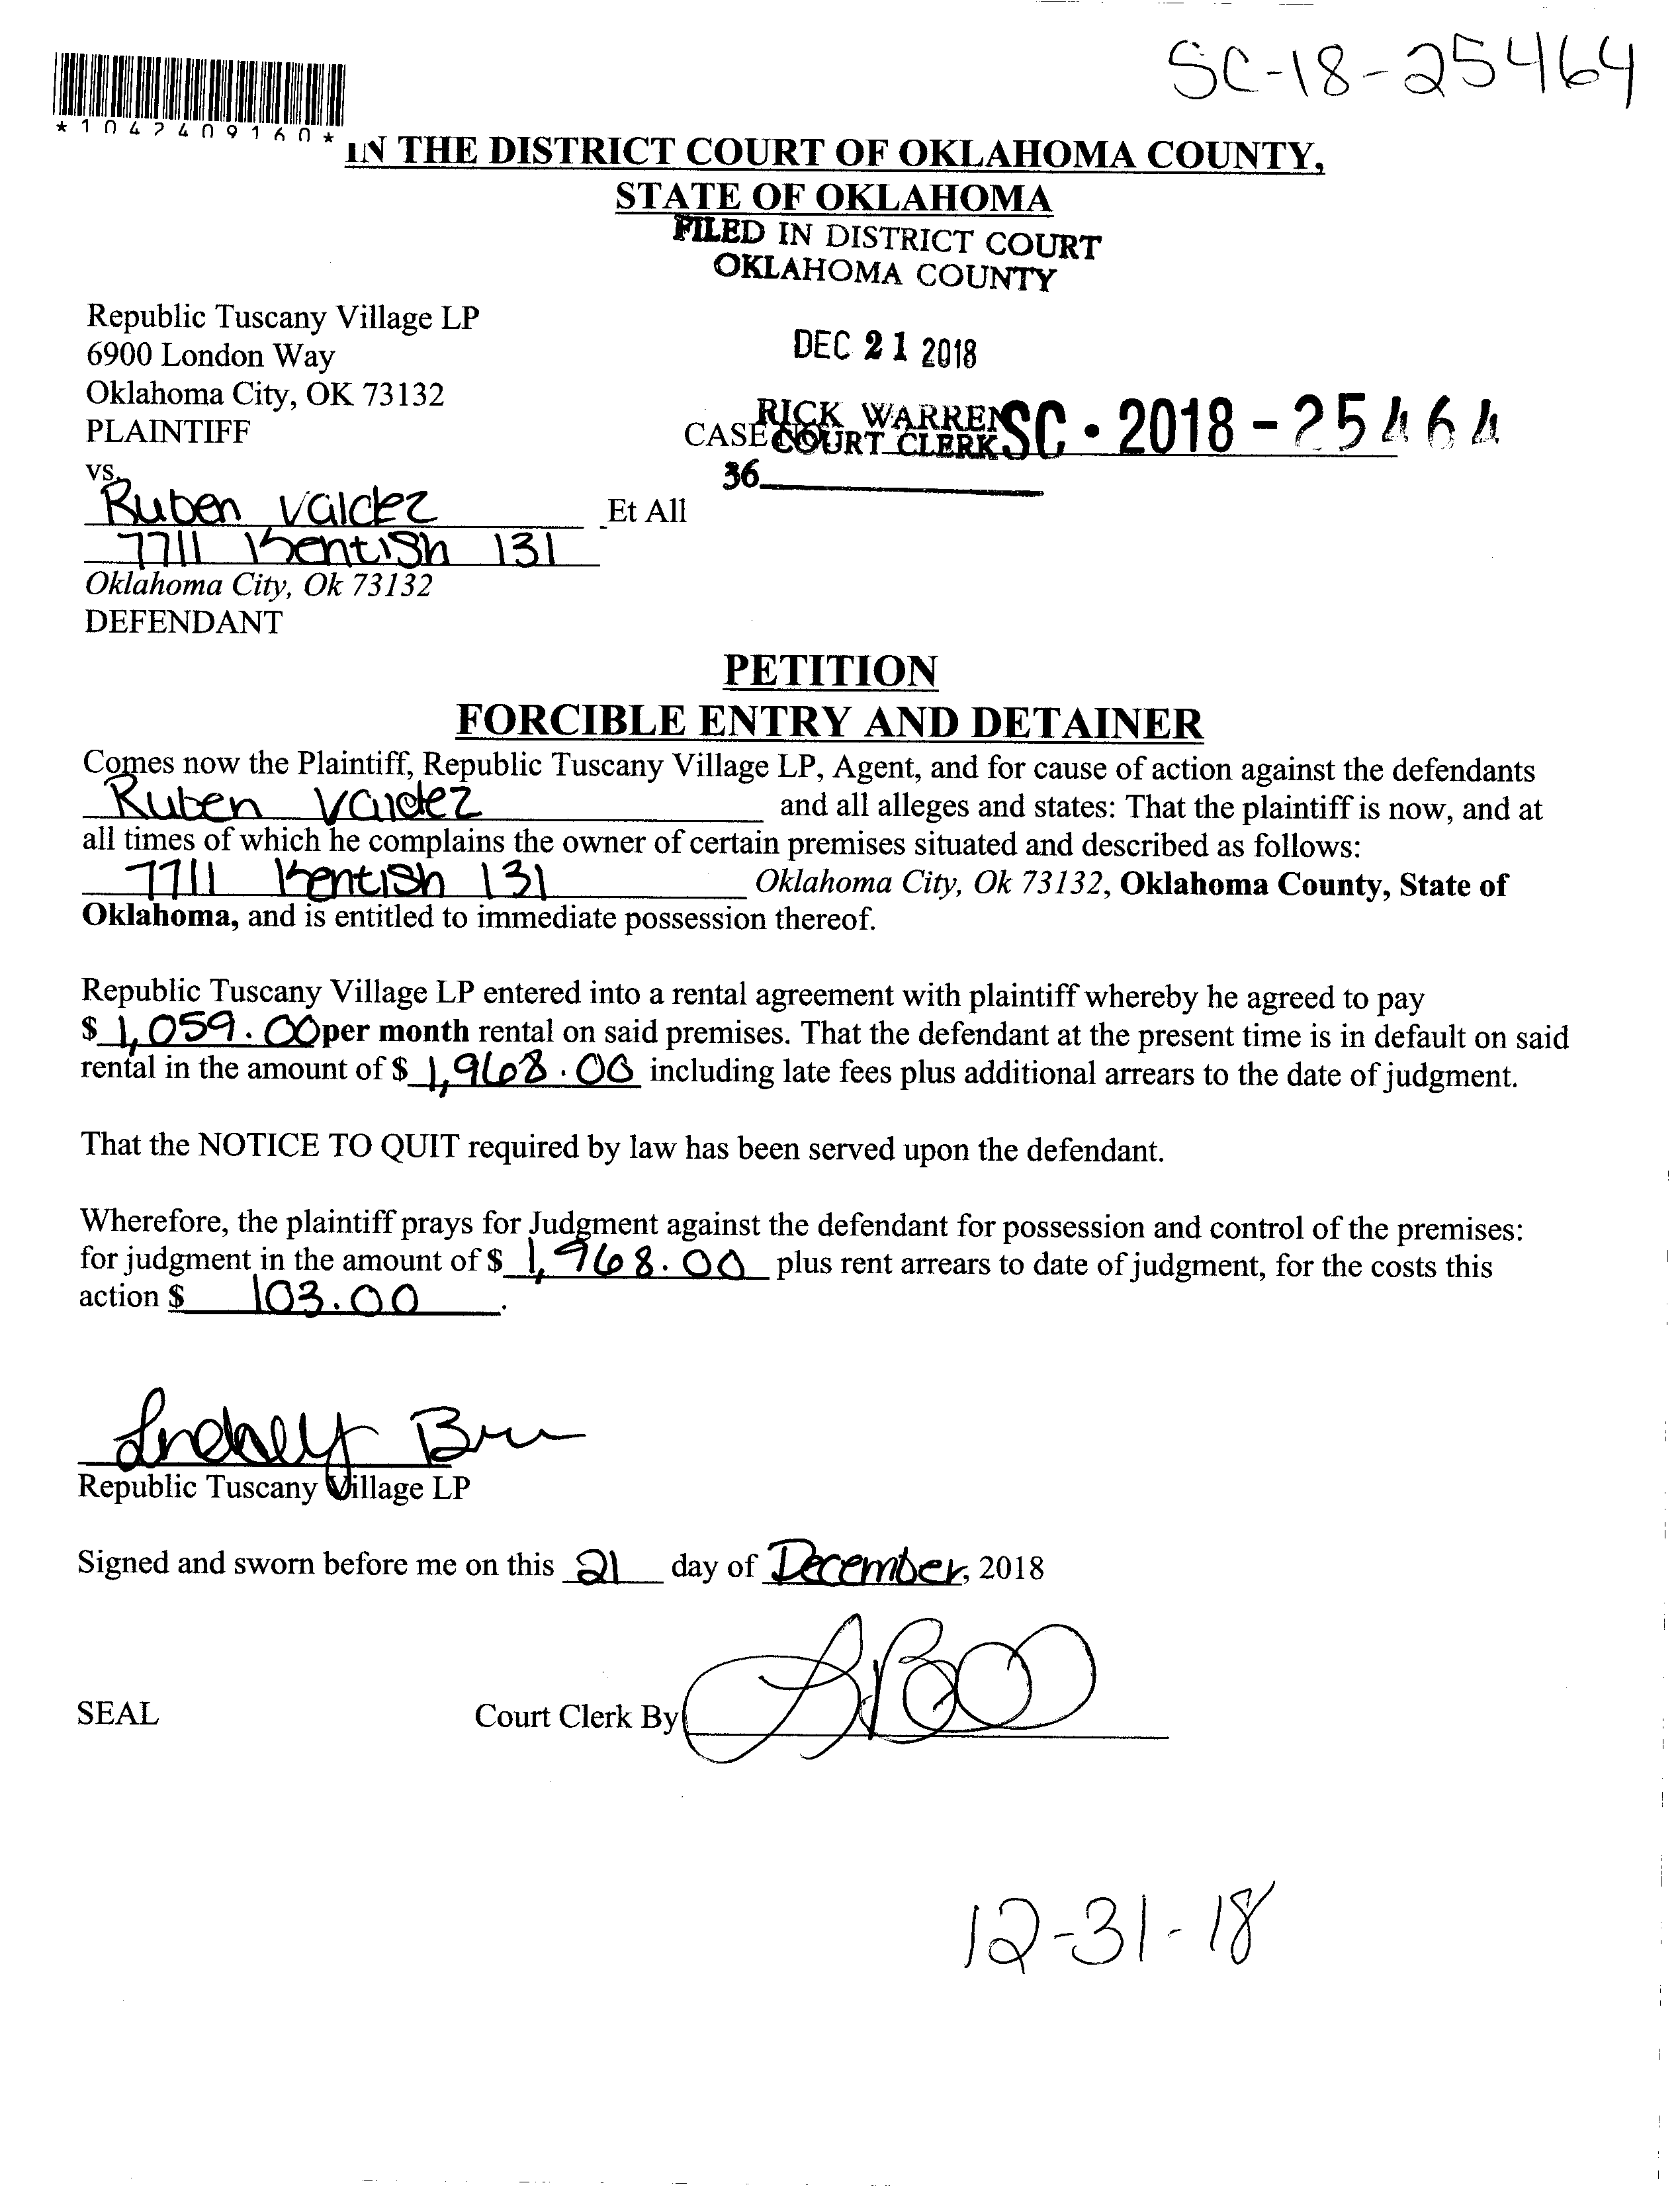 SC-18-25464
*1042409160*
IN THE DISTRICT COURT OF OKLAHOMA COUNTY,
STATE OF OKLAHOMA
FILED IN DISTRICT COURT
OKLAHOMA COUNTY
Republic Tuscany Village LP
6900 London Way
Oklahoma City, OK 73132
PLAINTIFF
DEC 21 2018
RICK WARREN
COURT CLERK
CASE SC - 2018 - 25464
36
vs.
Ruben Valdez Et All
7711 Kentish 131
Oklahoma City, Ok 73132
DEFENDANT
PETITION
FORCIBLE ENTRY AND DETAINER
Comes now the Plaintiff, Republic Tuscany Village LP, Agent, and for cause of action against the defendants
Ruben Valdez and all alleges and states: That the plaintiff is now, and at
all times of which he complains the owner of certain premises situated and described as follows:
7711 Kentish 131 Oklahoma City, Ok 73132, Oklahoma County, State of
Oklahoma, and is entitled to immediate possession thereof.
Republic Tuscany Village LP entered into a rental agreement with plaintiff whereby he agreed to pay
$ 1,059.00 per month rental on said premises. That the defendant at the present time is in default on said
rental in the amount of $ 1,968.00 including late fees plus additional arrears to the date of judgment.
That the NOTICE TO QUIT required by law has been served upon the defendant.
Wherefore, the plaintiff prays for Judgment against the defendant for possession and control of the premises:
for judgment in the amount of $ 1,968.00 plus rent arrears to date of judgment, for the costs this
action $ 103.00.
Lindsey
Republic Tuscany Village LP
Signed and sworn before me on this 21 day of December, 2018
SEAL Court Clerk By
12-31-18